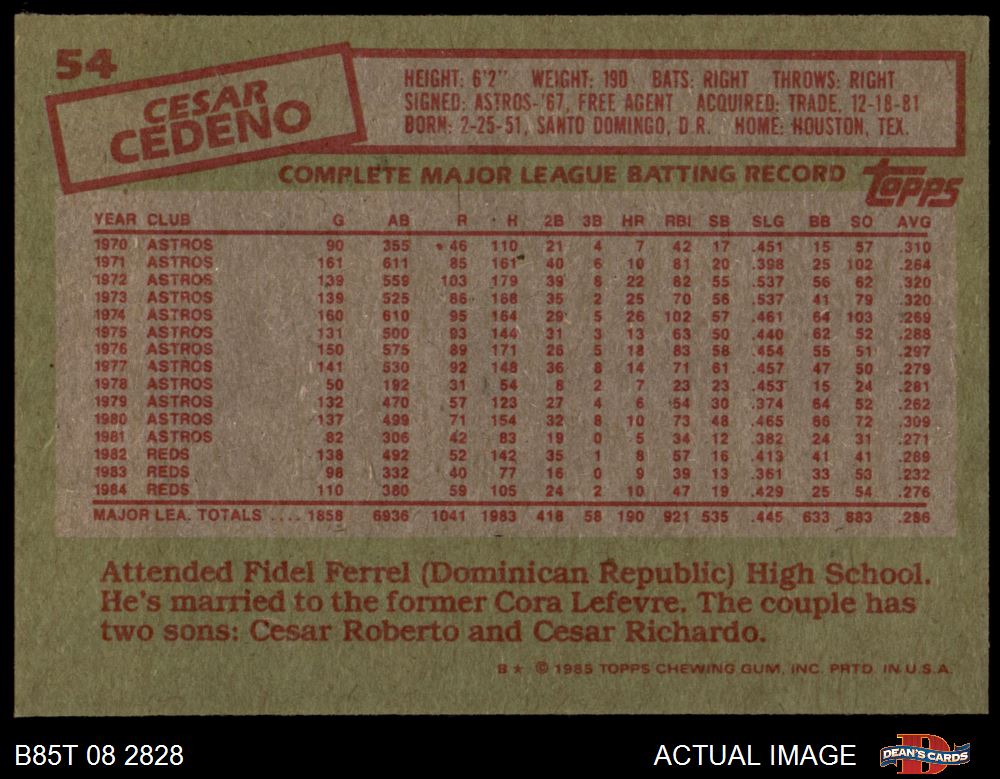 54
CESAR
CEDENO
HEIGHT: 6'2" WEIGHT: 190 BATS: RIGHT THROWS: RIGHT
SIGNED: ASTROS-'67, FREE AGENT ACQUIRED: TRADE, 12-18-81
BORN: 2-25-51, SANTO DOMINGO, D.R. HOME: HOUSTON, TEX.
COMPLETE MAJOR LEAGUE BATTING RECORD topps
YEAR CLUB G AB R H 2B 3B HR RBI SB SLG BB SO AVG
1970 ASTROS 90 355 46 110 21 4 7 42 17 .451 15 57 .310
1971 ASTROS 161 611 85 161 40 6 10 81 20 .398 25 102 .264
1972 ASTROS 139 559 103 179 39 8 22 82 55 .537 56 62 .320
1973 ASTROS 139 525 86 168 35 2 25 70 56 .537 41 79 .320
1974 ASTROS 160 610 95 164 29 5 26 102 57 .461 64 103 .269
1975 ASTROS 131 500 93 144 31 3 13 63 50 .440 62 52 .288
1976 ASTROS 150 575 89 171 26 5 18 83 58 .454 55 51 .297
1977 ASTROS 141 530 92 148 36 8 14 71 61 .457 47 50 .279
1978 ASTROS 50 192 31 54 8 2 7 23 23 .453 15 24 .281
1979 ASTROS 132 470 57 123 27 4 6 54 30 .374 64 52 .262
1980 ASTROS 137 499 71 154 32 8 10 73 48 .465 66 72 .309
1981 ASTROS 82 306 42 83 19 0 5 34 12 .382 24 31 .271
1982 REDS 138 492 52 142 35 1 8 57 16 .413 41 41 .289
1983 REDS 98 332 40 77 16 0 9 39 13 .361 33 53 .232
1984 REDS 110 380 59 105 24 2 10 47 19 .429 25 54 .276
MAJOR LEA. TOTALS .... 1858 6936 1041 1983 418 58 190 921 535 .445 633 883 .286
Attended Fidel Ferrel (Dominican Republic) High School.
He's married to the former Cora Lefevre. The couple has
two sons: Cesar Roberto and Cesar Richardo.
B★ © 1985 TOPPS CHEWING GUM, INC. PRTD. IN U.S.A.
B85T 08 2828 ACTUAL IMAGE DEAN'S CARDS